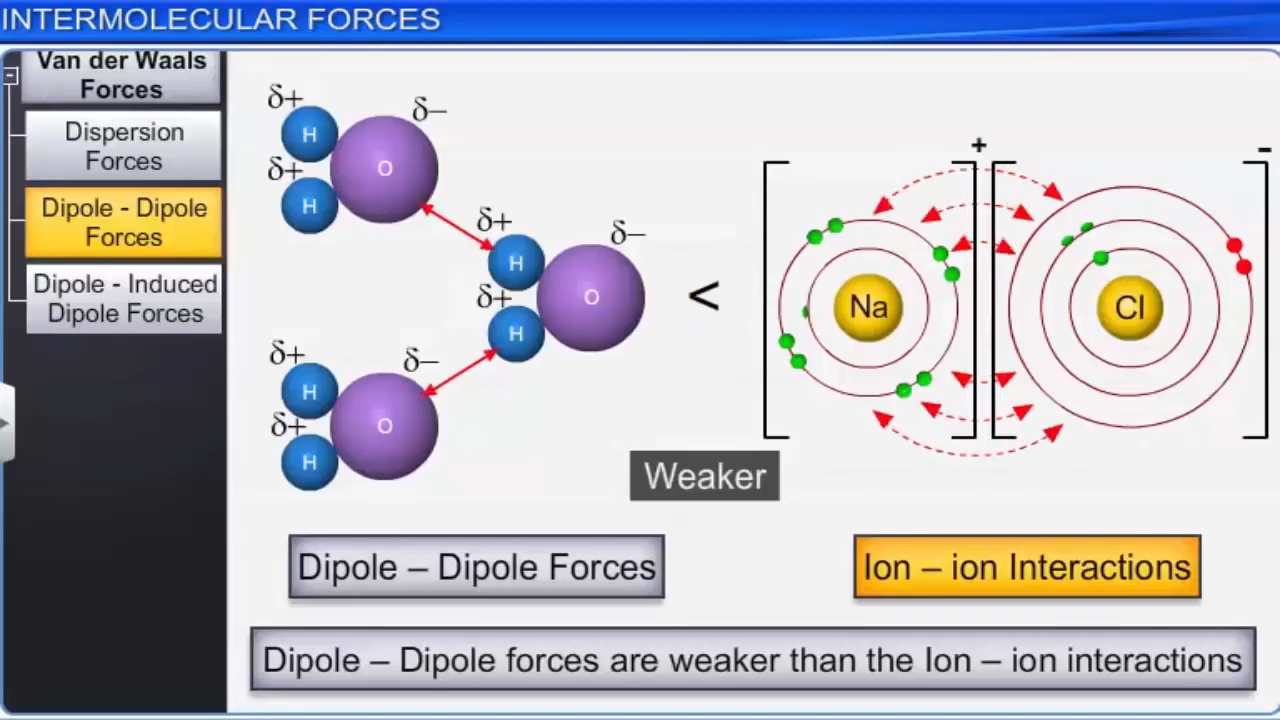 INTERMOLECULAR FORCES
Van der Waals
Forces
Dispersion
Forces
Dipole - Dipole
Forces
Dipole - Induced
Dipole Forces
δ+
H
δ+
H
O
δ−
δ+
H
δ+
H
O
δ−
δ+
H
δ+
H
O
δ−
<
Na
+
Cl
-
Weaker
Dipole – Dipole Forces
Ion – ion Interactions
Dipole – Dipole forces are weaker than the Ion – ion interactions